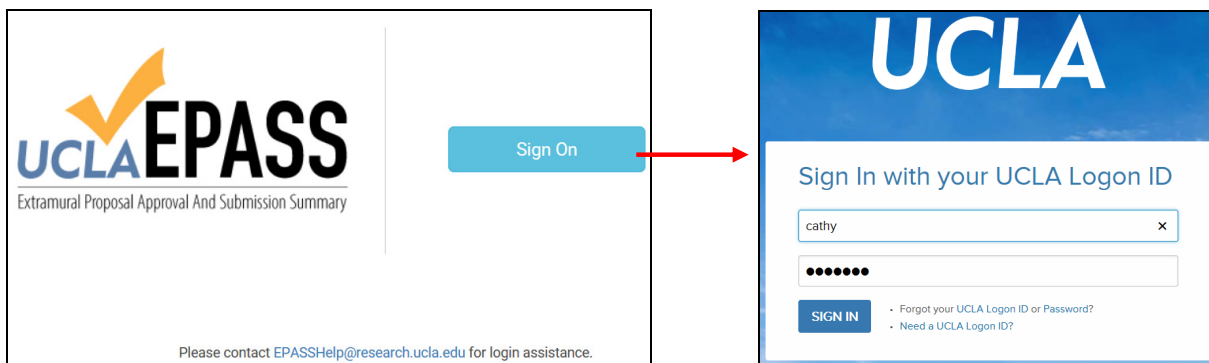 UCLA EPASS
Extramural Proposal Approval And Submission Summary
Sign On
Please contact EPASSHelp@research.ucla.edu for login assistance.
UCLA
Sign In with your UCLA Logon ID
cathy
SIGN IN
Forgot your UCLA Logon ID or Password?
Need a UCLA Logon ID?